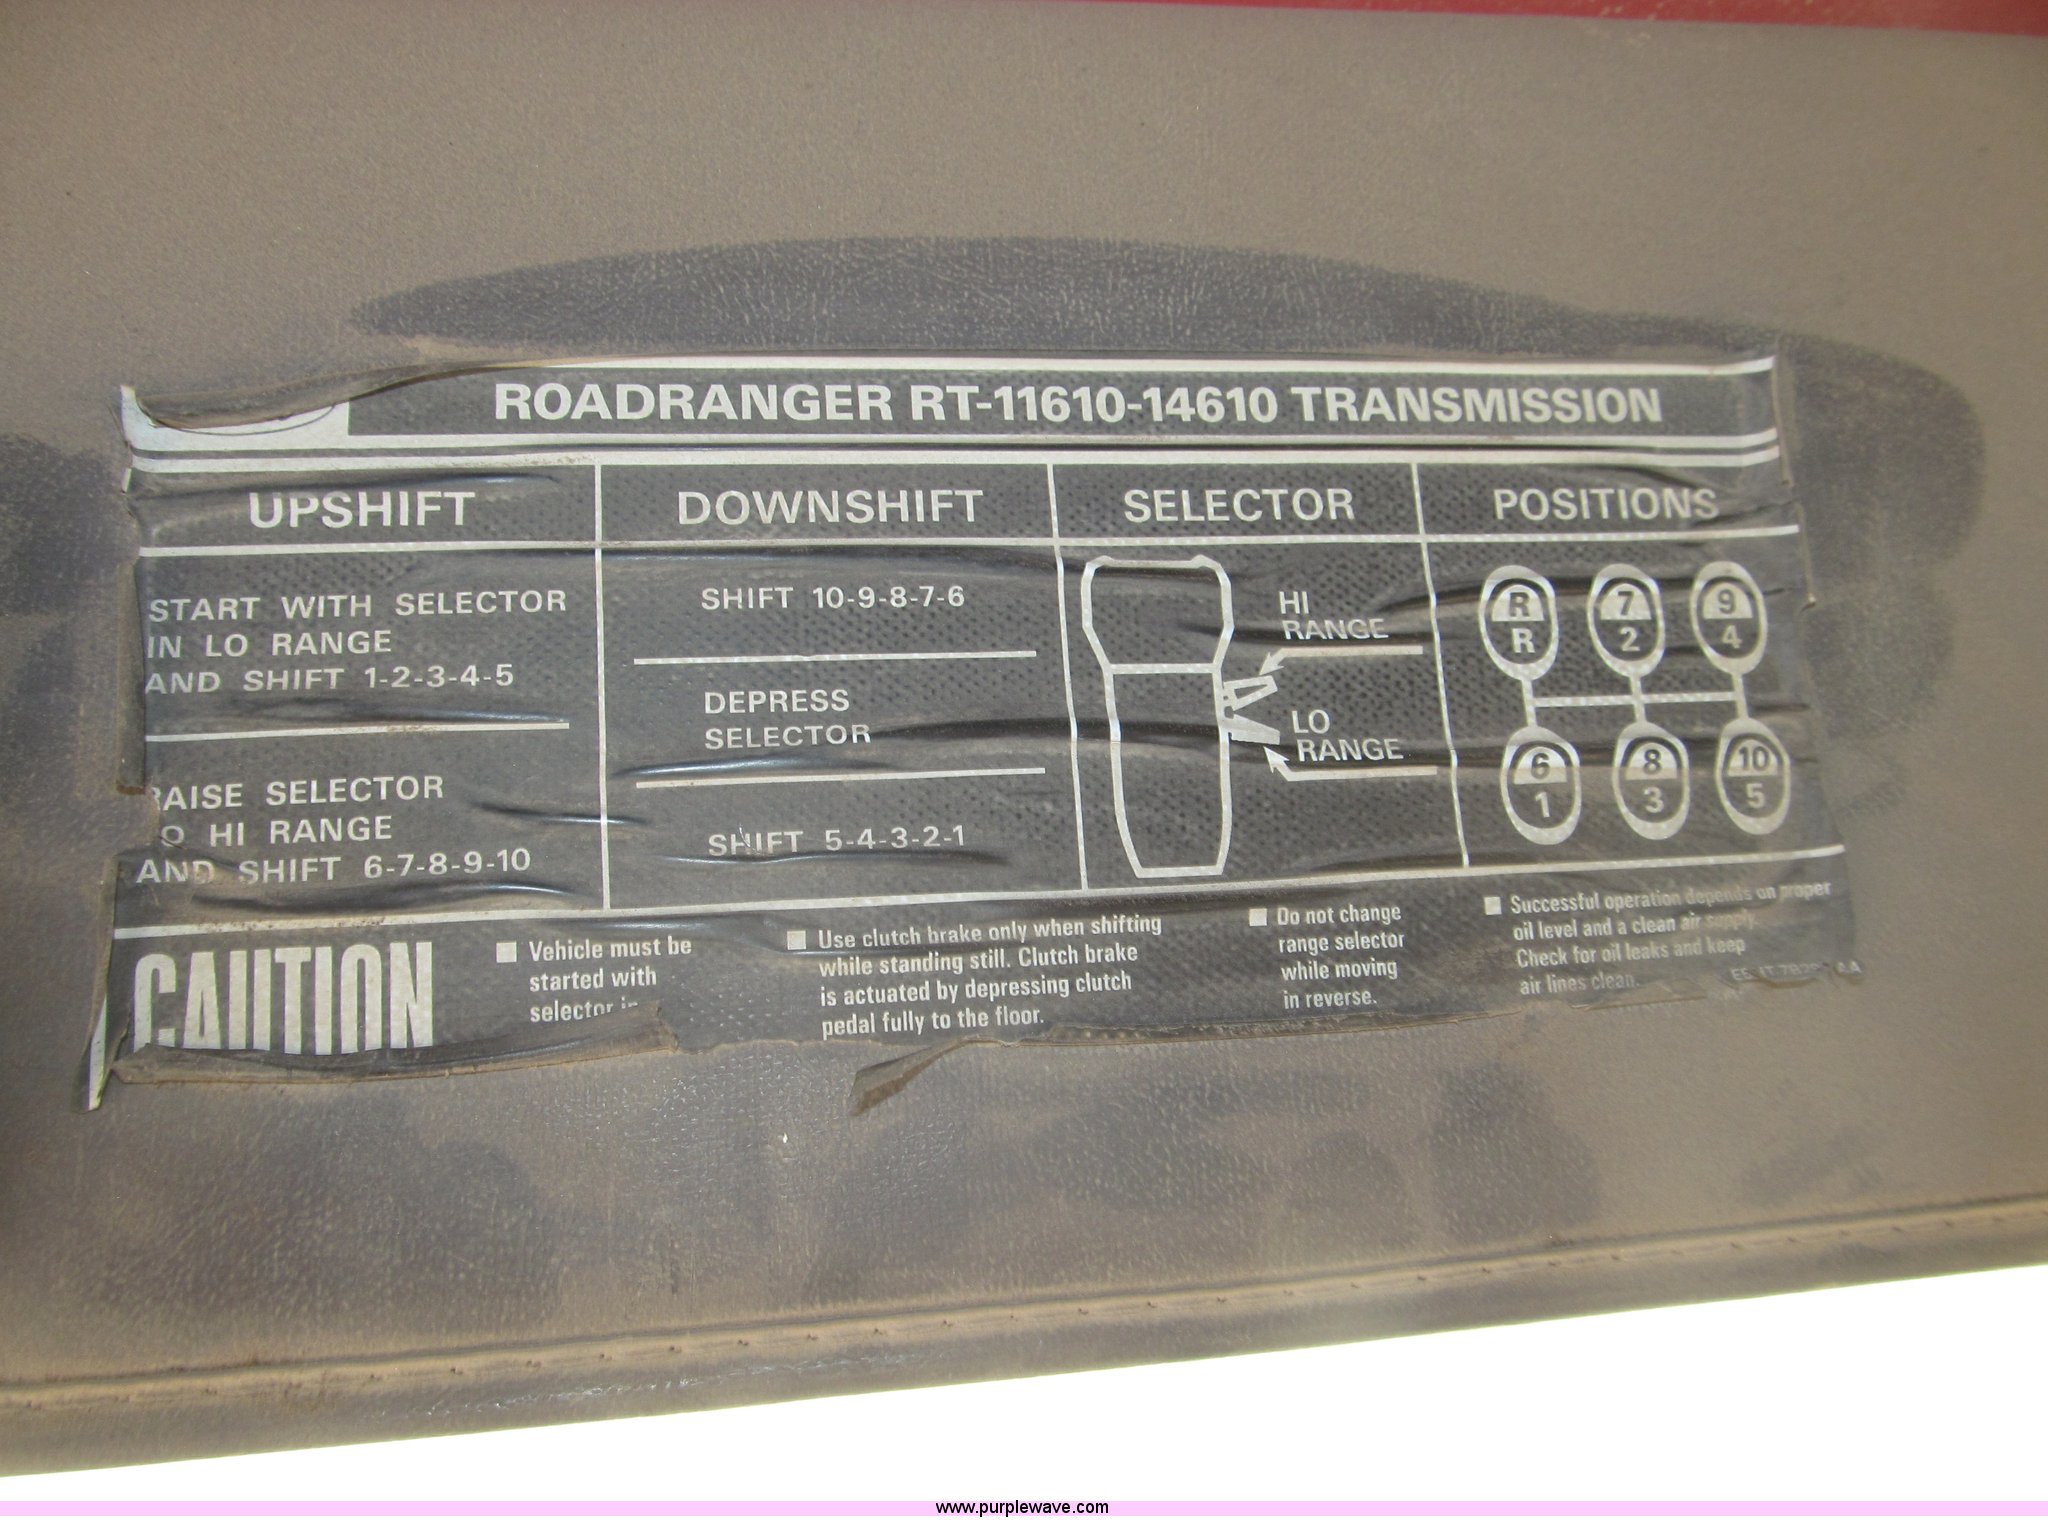 ROADRANGER RT-11610-14610 TRANSMISSION
UPSHIFT
START WITH SELECTOR
IN LO RANGE
AND SHIFT 1-2-3-4-5
RAISE SELECTOR
TO HI RANGE
AND SHIFT 6-7-8-9-10
DOWNSHIFT
SHIFT 10-9-8-7-6
DEPRESS
SELECTOR
SHIFT 5-4-3-2-1
SELECTOR
HI
RANGE
LO
RANGE
POSITIONS
R 7 9
R 2 4
6 8 10
1 3 5
CAUTION
■ Vehicle must be
started with
selector in
■ Use clutch brake only when shifting
while standing still. Clutch brake
is actuated by depressing clutch
pedal fully to the floor.
■ Do not change
range selector
while moving
in reverse.
■ Successful operation depends on proper
oil level and a clean air supply.
Check for oil leaks and keep
air lines clean.
www.purplewave.com